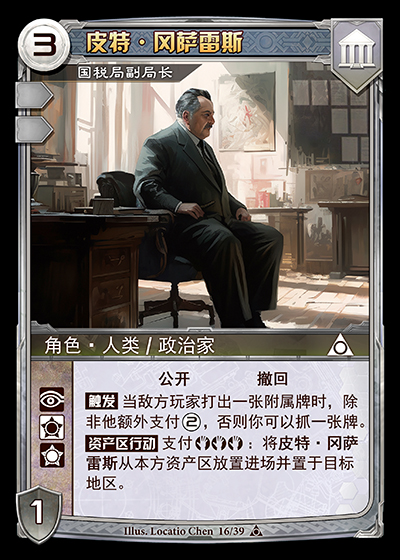 3
皮特·冈萨雷斯
国税局副局长
角色·人类 / 政治家
公开 撤回
触发 当敌方玩家打出一张附属牌时，除
非他额外支付②，否则你可以抓一张牌。
资产区行动 支付：将皮特·冈萨
雷斯从本方资产区放置进场并置于目标
地区。
1
Illus. Locatio Chen 16/39